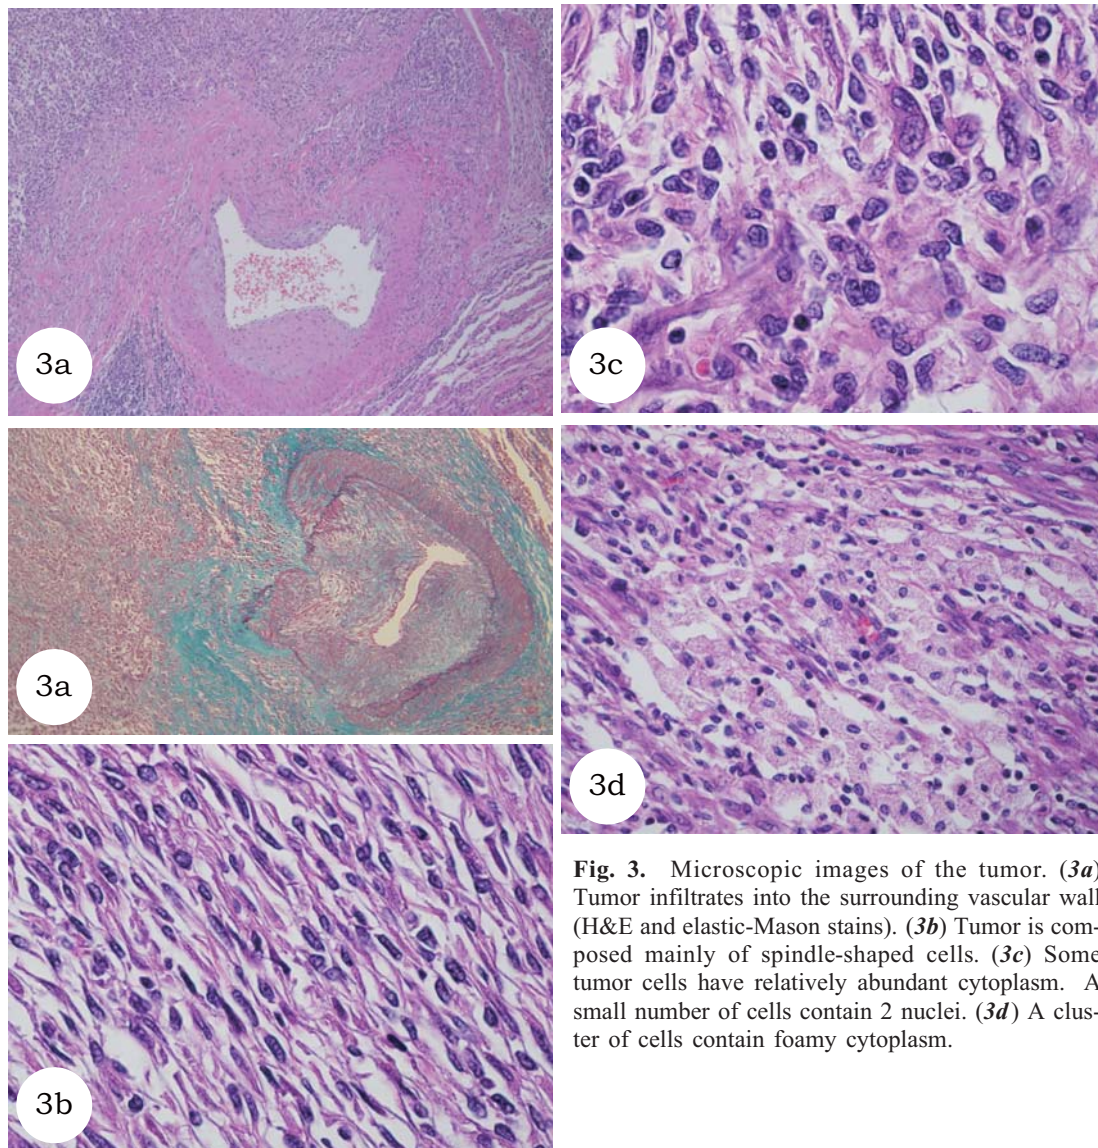 3a
3c
3a
3d
3b
Fig. 3. Microscopic images of the tumor. (3a)
Tumor infiltrates into the surrounding vascular wall
(H&E and elastic-Mason stains). (3b) Tumor is com-
posed mainly of spindle-shaped cells. (3c) Some
tumor cells have relatively abundant cytoplasm. A
small number of cells contain 2 nuclei. (3d) A clus-
ter of cells contain foamy cytoplasm.